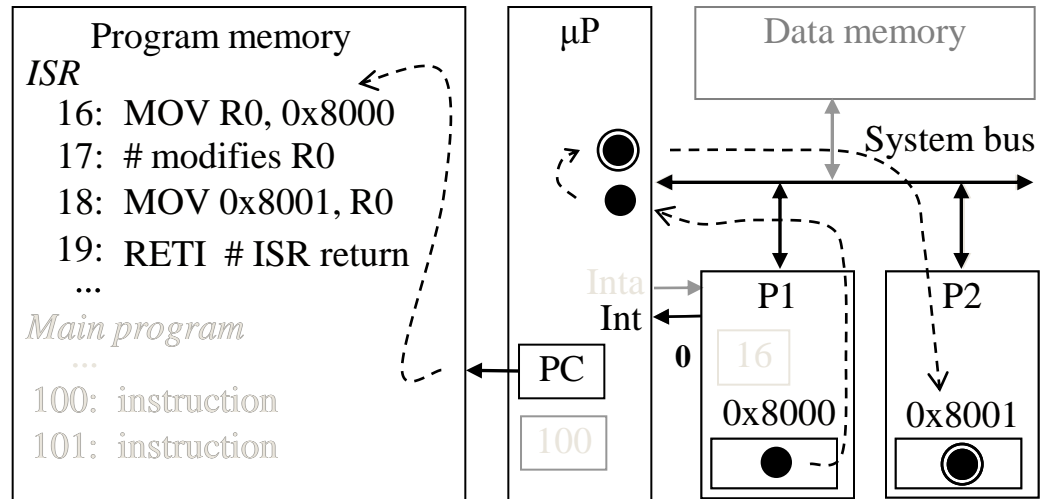 Program memory
ISR
16: MOV R0, 0x8000
17: # modifies R0
18: MOV 0x8001, R0
19: RETI # ISR return
...
Main program
...
100: instruction
101: instruction
μP
Inta
Int
PC
100
Data memory
System bus
P1
0
16
0x8000
P2
0x8001